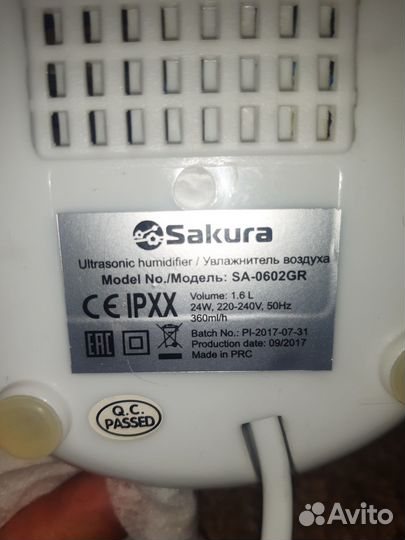 Sakura
Ultrasonic humidifier / Увлажнитель воздуха
Model No./Модель: SA-0602GR
CE IPXX
Volume: 1.6 L
24W, 220-240V, 50Hz
360ml/h
EAC
Batch No.: PI-2017-07-31
Production date: 09/2017
Made in PRC
Q.C.
PASSED
Avito